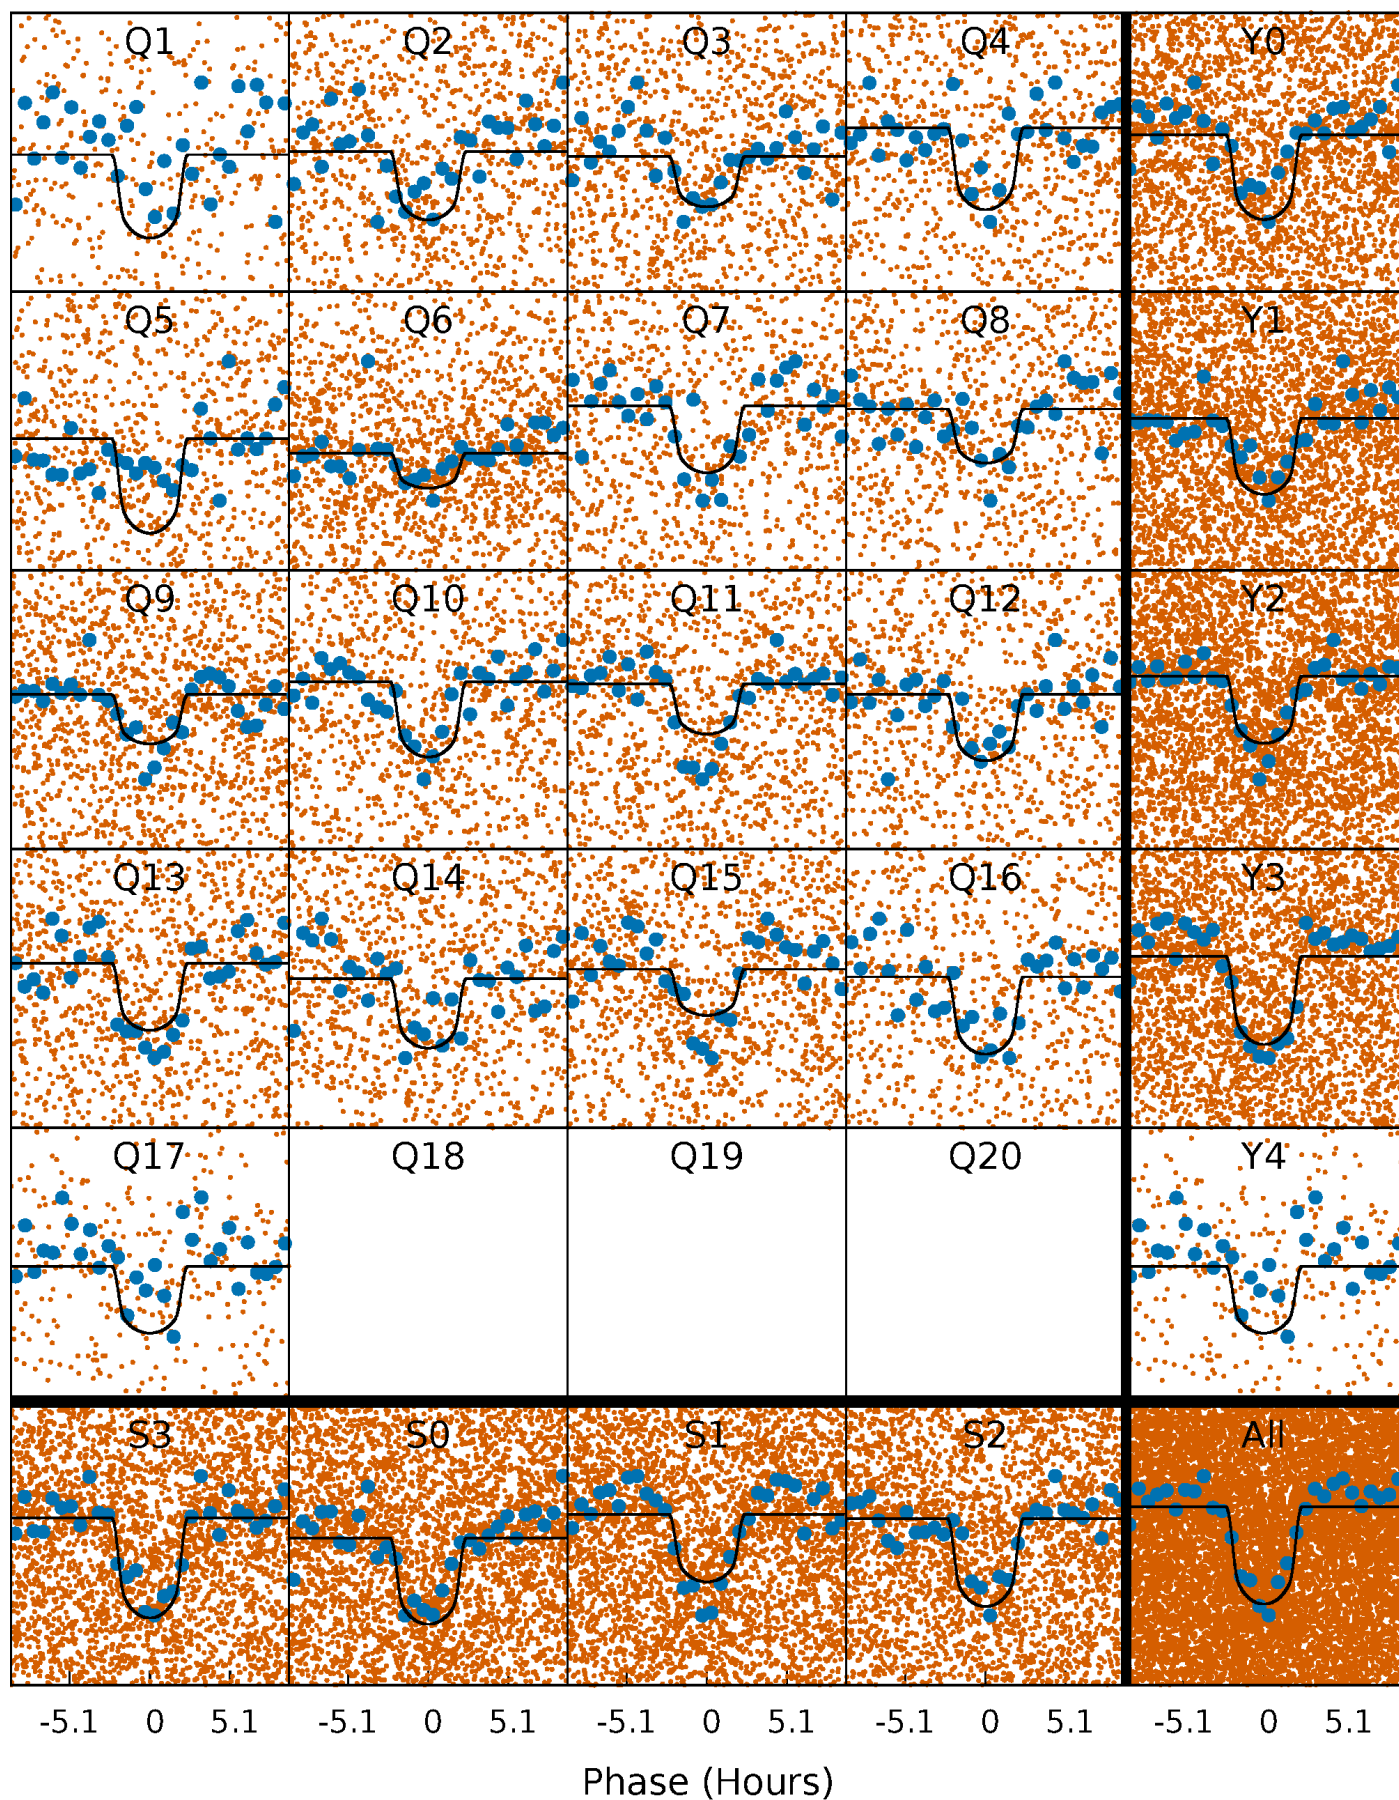 Q1 Q2 Q3 Q4 Y0
Q5 Q6 Q7 Q8 Y1
Q9 Q10 Q11 Q12 Y2
Q13 Q14 Q15 Q16 Y3
Q17 Q18 Q19 Q20 Y4
S3 S0 S1 S2 All
-5.1 0 5.1 -5.1 0 5.1 -5.1 0 5.1 -5.1 0 5.1 -5.1 0 5.1
Phase (Hours)